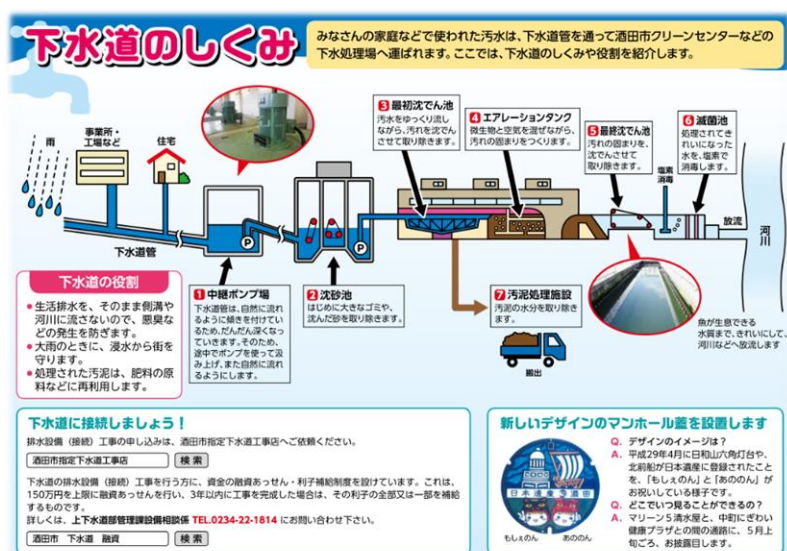 下水道のしくみ
みなさんの家庭などで使われた汚水は、下水道管を通って酒田市クリーンセンターなどの
下水処理場へ運ばれます。ここでは、下水道のしくみや役割を紹介します。
雨
事業所・
工場など
住宅
下水道管
P
P
3 最初沈でん池
汚水をゆっくり流し
ながら、汚れを沈でん
させて取り除きます。
4 エアレーションタンク
微生物と空気を混ぜながら、
汚れの固まりをつくります。
5 最終沈でん池
汚れの固まりを、
沈でんさせて
取り除きます。
6 滅菌池
処理されてき
れいになった
水を、塩素で
消毒します。
塩素
消毒
放流
河川
1 中継ポンプ場
下水道管は、自然に流れ
るように傾きを付けてい
るため、だんだん深くなっ
ていきます。そのため、
途中でポンプを使って汲
み上げ、また自然に流れ
るようにします。
2 沈砂池
はじめに大きなゴミや、
沈んだ砂を取り除きます。
7 汚泥処理施設
汚泥の水分を取り除き
ます。
搬出
魚が生息できる
水質まで、きれいにして、
河川などへ放流します
下水道の役割
●生活排水を、そのまま側溝や
河川に流さないので、悪臭な
どの発生を防ぎます。
●大雨のときに、浸水から街を
守ります。
●処理された汚泥は、肥料の原
料などに再利用します。
下水道に接続しましょう！
排水設備（接続）工事の申し込みは、酒田市指定下水道工事店へご依頼ください。
酒田市指定下水道工事店 検索
下水道の排水設備（接続）工事を行う方に、資金の融資あっせん・利子補給制度を設けています。これは、
150万円を上限に融資あっせんを行い、3年以内に工事を完成した場合は、その利子の全部又は一部を補給
するものです。
詳しくは、上下水道部管理課設備相談係 TEL.0234-22-1814 にお問い合わせ下さい。
酒田市 下水道 融資 検索
新しいデザインのマンホール蓋を設置します
日本遺産 酒田
もしぇのん あののん
Q. デザインのイメージは？
A. 平成29年4月に日和山六角灯台や、
北前船が日本遺産に登録されたこと
を、「もしぇのん」と「あののん」が
お祝いしている様子です。
Q. どこでいつ見ることができるの？
A. マリーン5清水屋と、中町にぎわい
健康プラザとの間の通路に、5月上
旬ごろ、お披露目します。